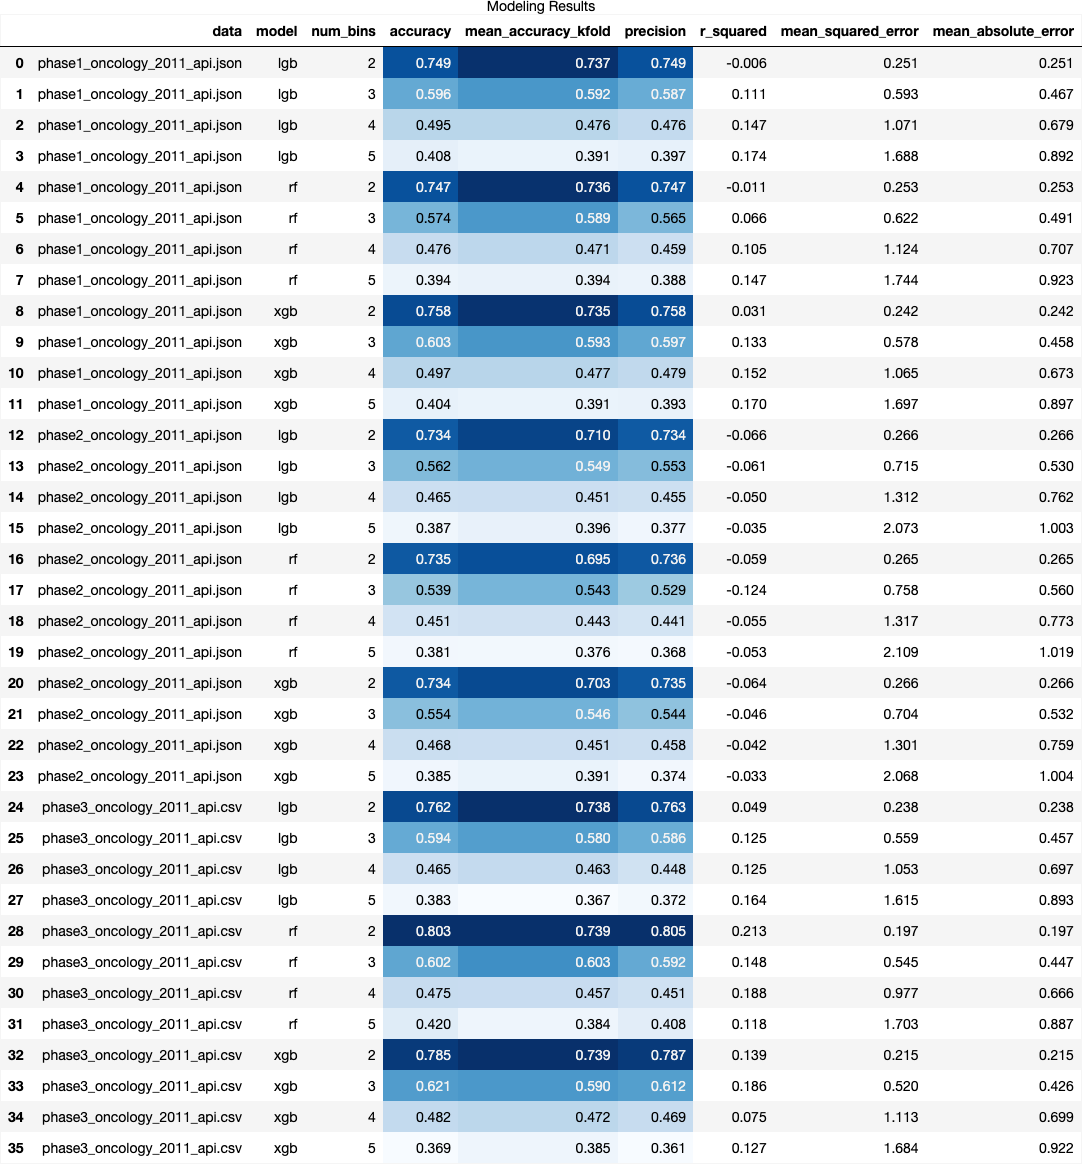 Modeling Results
data model num_bins accuracy mean_accuracy_kfold precision r_squared mean_squared_error mean_absolute_error
0 phase1_oncology_2011_api.json lgb 2 0.749 0.737 0.749 -0.006 0.251 0.251
1 phase1_oncology_2011_api.json lgb 3 0.596 0.592 0.587 0.111 0.593 0.467
2 phase1_oncology_2011_api.json lgb 4 0.495 0.476 0.476 0.147 1.071 0.679
3 phase1_oncology_2011_api.json lgb 5 0.408 0.391 0.397 0.174 1.688 0.892
4 phase1_oncology_2011_api.json rf 2 0.747 0.736 0.747 -0.011 0.253 0.253
5 phase1_oncology_2011_api.json rf 3 0.574 0.589 0.565 0.066 0.622 0.491
6 phase1_oncology_2011_api.json rf 4 0.476 0.471 0.459 0.105 1.124 0.707
7 phase1_oncology_2011_api.json rf 5 0.394 0.394 0.388 0.147 1.744 0.923
8 phase1_oncology_2011_api.json xgb 2 0.758 0.735 0.758 0.031 0.242 0.242
9 phase1_oncology_2011_api.json xgb 3 0.603 0.593 0.597 0.133 0.578 0.458
10 phase1_oncology_2011_api.json xgb 4 0.497 0.477 0.479 0.152 1.065 0.673
11 phase1_oncology_2011_api.json xgb 5 0.404 0.391 0.393 0.170 1.697 0.897
12 phase2_oncology_2011_api.json lgb 2 0.734 0.710 0.734 -0.066 0.266 0.266
13 phase2_oncology_2011_api.json lgb 3 0.562 0.549 0.553 -0.061 0.715 0.530
14 phase2_oncology_2011_api.json lgb 4 0.465 0.451 0.455 -0.050 1.312 0.762
15 phase2_oncology_2011_api.json lgb 5 0.387 0.396 0.377 -0.035 2.073 1.003
16 phase2_oncology_2011_api.json rf 2 0.735 0.695 0.736 -0.059 0.265 0.265
17 phase2_oncology_2011_api.json rf 3 0.539 0.543 0.529 -0.124 0.758 0.560
18 phase2_oncology_2011_api.json rf 4 0.451 0.443 0.441 -0.055 1.317 0.773
19 phase2_oncology_2011_api.json rf 5 0.381 0.376 0.368 -0.053 2.109 1.019
20 phase2_oncology_2011_api.json xgb 2 0.734 0.703 0.735 -0.064 0.266 0.266
21 phase2_oncology_2011_api.json xgb 3 0.554 0.546 0.544 -0.046 0.704 0.532
22 phase2_oncology_2011_api.json xgb 4 0.468 0.451 0.458 -0.042 1.301 0.759
23 phase2_oncology_2011_api.json xgb 5 0.385 0.391 0.374 -0.033 2.068 1.004
24 phase3_oncology_2011_api.csv lgb 2 0.762 0.738 0.763 0.049 0.238 0.238
25 phase3_oncology_2011_api.csv lgb 3 0.594 0.580 0.586 0.125 0.559 0.457
26 phase3_oncology_2011_api.csv lgb 4 0.465 0.463 0.448 0.125 1.053 0.697
27 phase3_oncology_2011_api.csv lgb 5 0.383 0.367 0.372 0.164 1.615 0.893
28 phase3_oncology_2011_api.csv rf 2 0.803 0.739 0.805 0.213 0.197 0.197
29 phase3_oncology_2011_api.csv rf 3 0.602 0.603 0.592 0.148 0.545 0.447
30 phase3_oncology_2011_api.csv rf 4 0.475 0.457 0.451 0.188 0.977 0.666
31 phase3_oncology_2011_api.csv rf 5 0.420 0.384 0.408 0.118 1.703 0.887
32 phase3_oncology_2011_api.csv xgb 2 0.785 0.739 0.787 0.139 0.215 0.215
33 phase3_oncology_2011_api.csv xgb 3 0.621 0.590 0.612 0.186 0.520 0.426
34 phase3_oncology_2011_api.csv xgb 4 0.482 0.472 0.469 0.075 1.113 0.699
35 phase3_oncology_2011_api.csv xgb 5 0.369 0.385 0.361 0.127 1.684 0.922